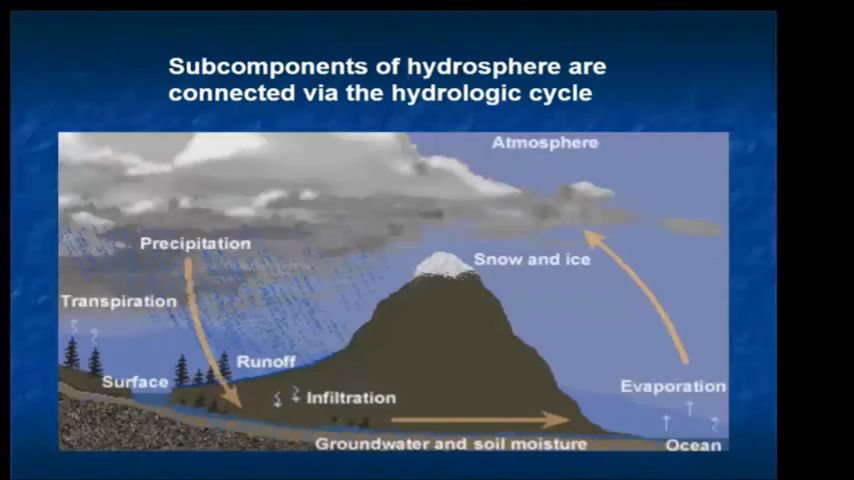 Subcomponents of hydrosphere are
connected via the hydrologic cycle
Atmosphere
Precipitation
Snow and ice
Transpiration
Runoff
Surface
Evaporation
Infiltration
Groundwater and soil moisture
Ocean